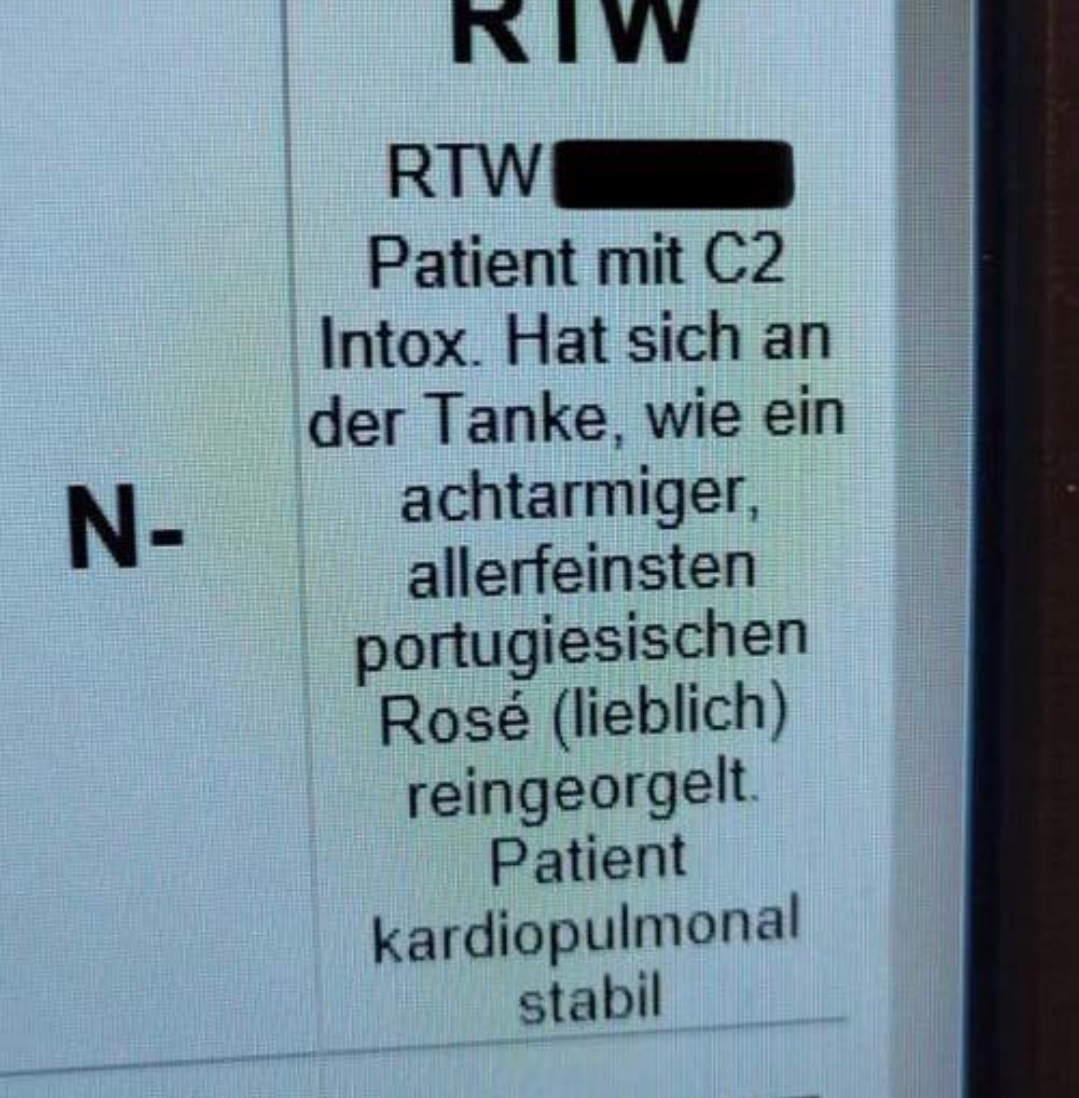 RTW
RTW
Patient mit C2
Intox. Hat sich an
der Tanke, wie ein
achtarmiger,
allerfeinsten
portugiesischen
Rosé (lieblich)
reingeorgelt.
Patient
kardiopulmonal
stabil
N-